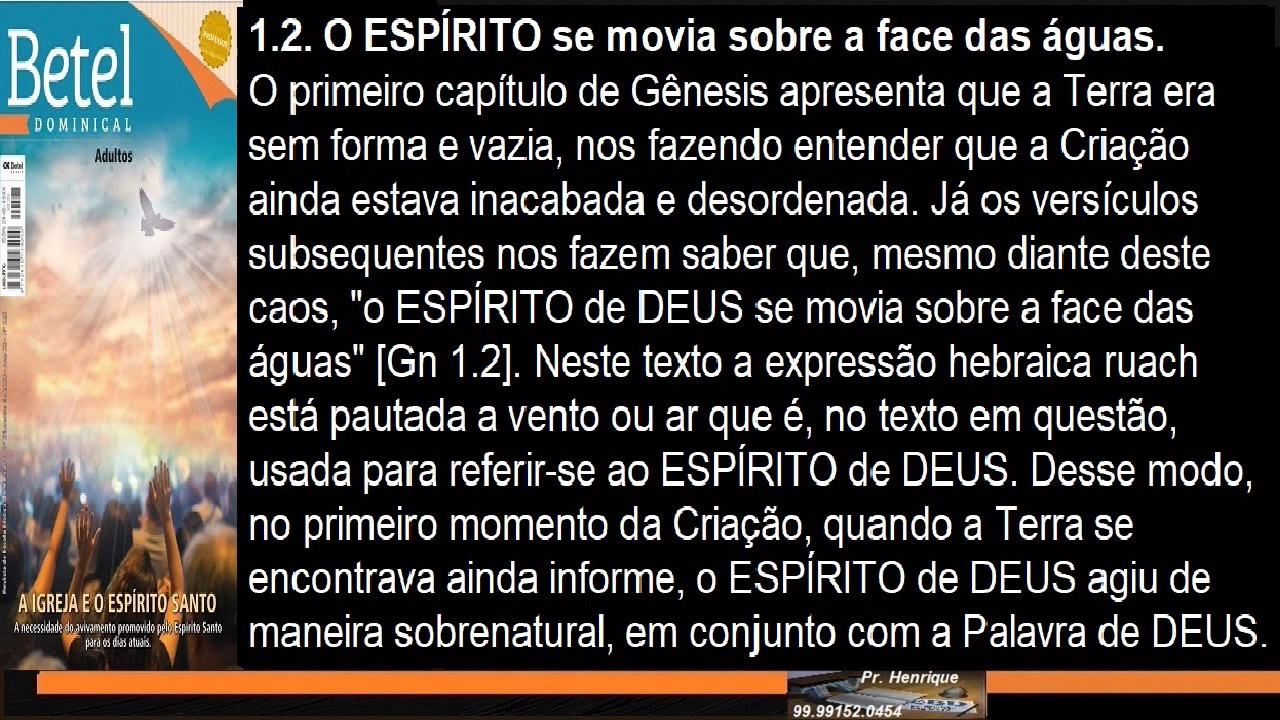 Betel
DOMINICAL
PROFESSOR
Adultos
A IGREJA E O ESPÍRITO SANTO
A necessidade do avivamento promovido pelo Espírito Santo
para os dias atuais.
1.2. O ESPÍRITO se movia sobre a face das águas.
O primeiro capítulo de Gênesis apresenta que a Terra era
sem forma e vazia, nos fazendo entender que a Criação
ainda estava inacabada e desordenada. Já os versículos
subsequentes nos fazem saber que, mesmo diante deste
caos, "o ESPÍRITO de DEUS se movia sobre a face das
águas" [Gn 1.2]. Neste texto a expressão hebraica ruach
está pautada a vento ou ar que é, no texto em questão,
usada para referir-se ao ESPÍRITO de DEUS. Desse modo,
no primeiro momento da Criação, quando a Terra se
encontrava ainda informe, o ESPÍRITO de DEUS agiu de
maneira sobrenatural, em conjunto com a Palavra de DEUS.
Pr. Henrique
99.99152.0454